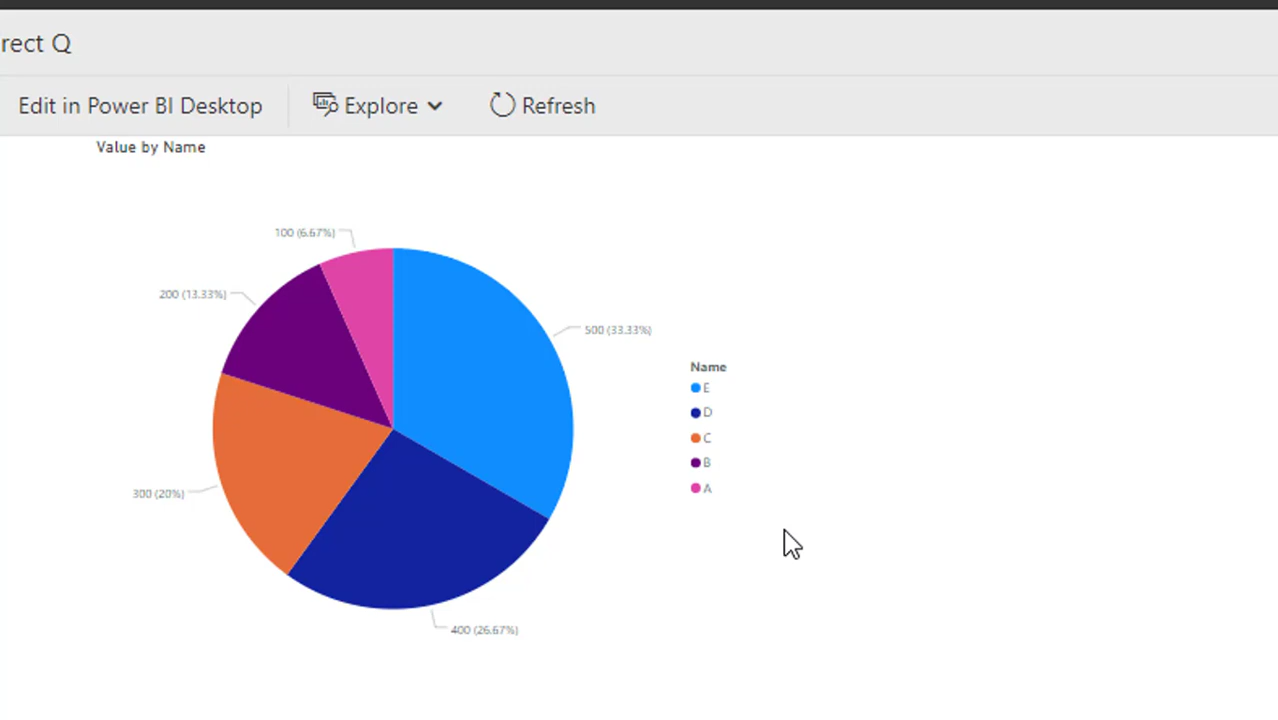 rect Q
Edit in Power BI Desktop Explore Refresh
Value by Name
100 (6.67%)
200 (13.33%)
500 (33.33%)
300 (20%)
400 (26.67%)
Name
E
D
C
B
A